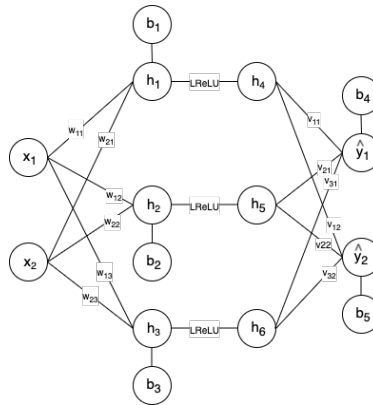 b₁
h₁ LReLU h₄
b₄
w₁₁ v₁₁
w₂₁
x₁ ŷ₁
v₂₁
v₃₁
w₁₂
h₂ LReLU h₅
w₂₂
v₁₂
v22
x₂ b₂ ŷ₂
w₁₃
v₃₂
w₂₃
b₅
h₃ LReLU h₆
b₃